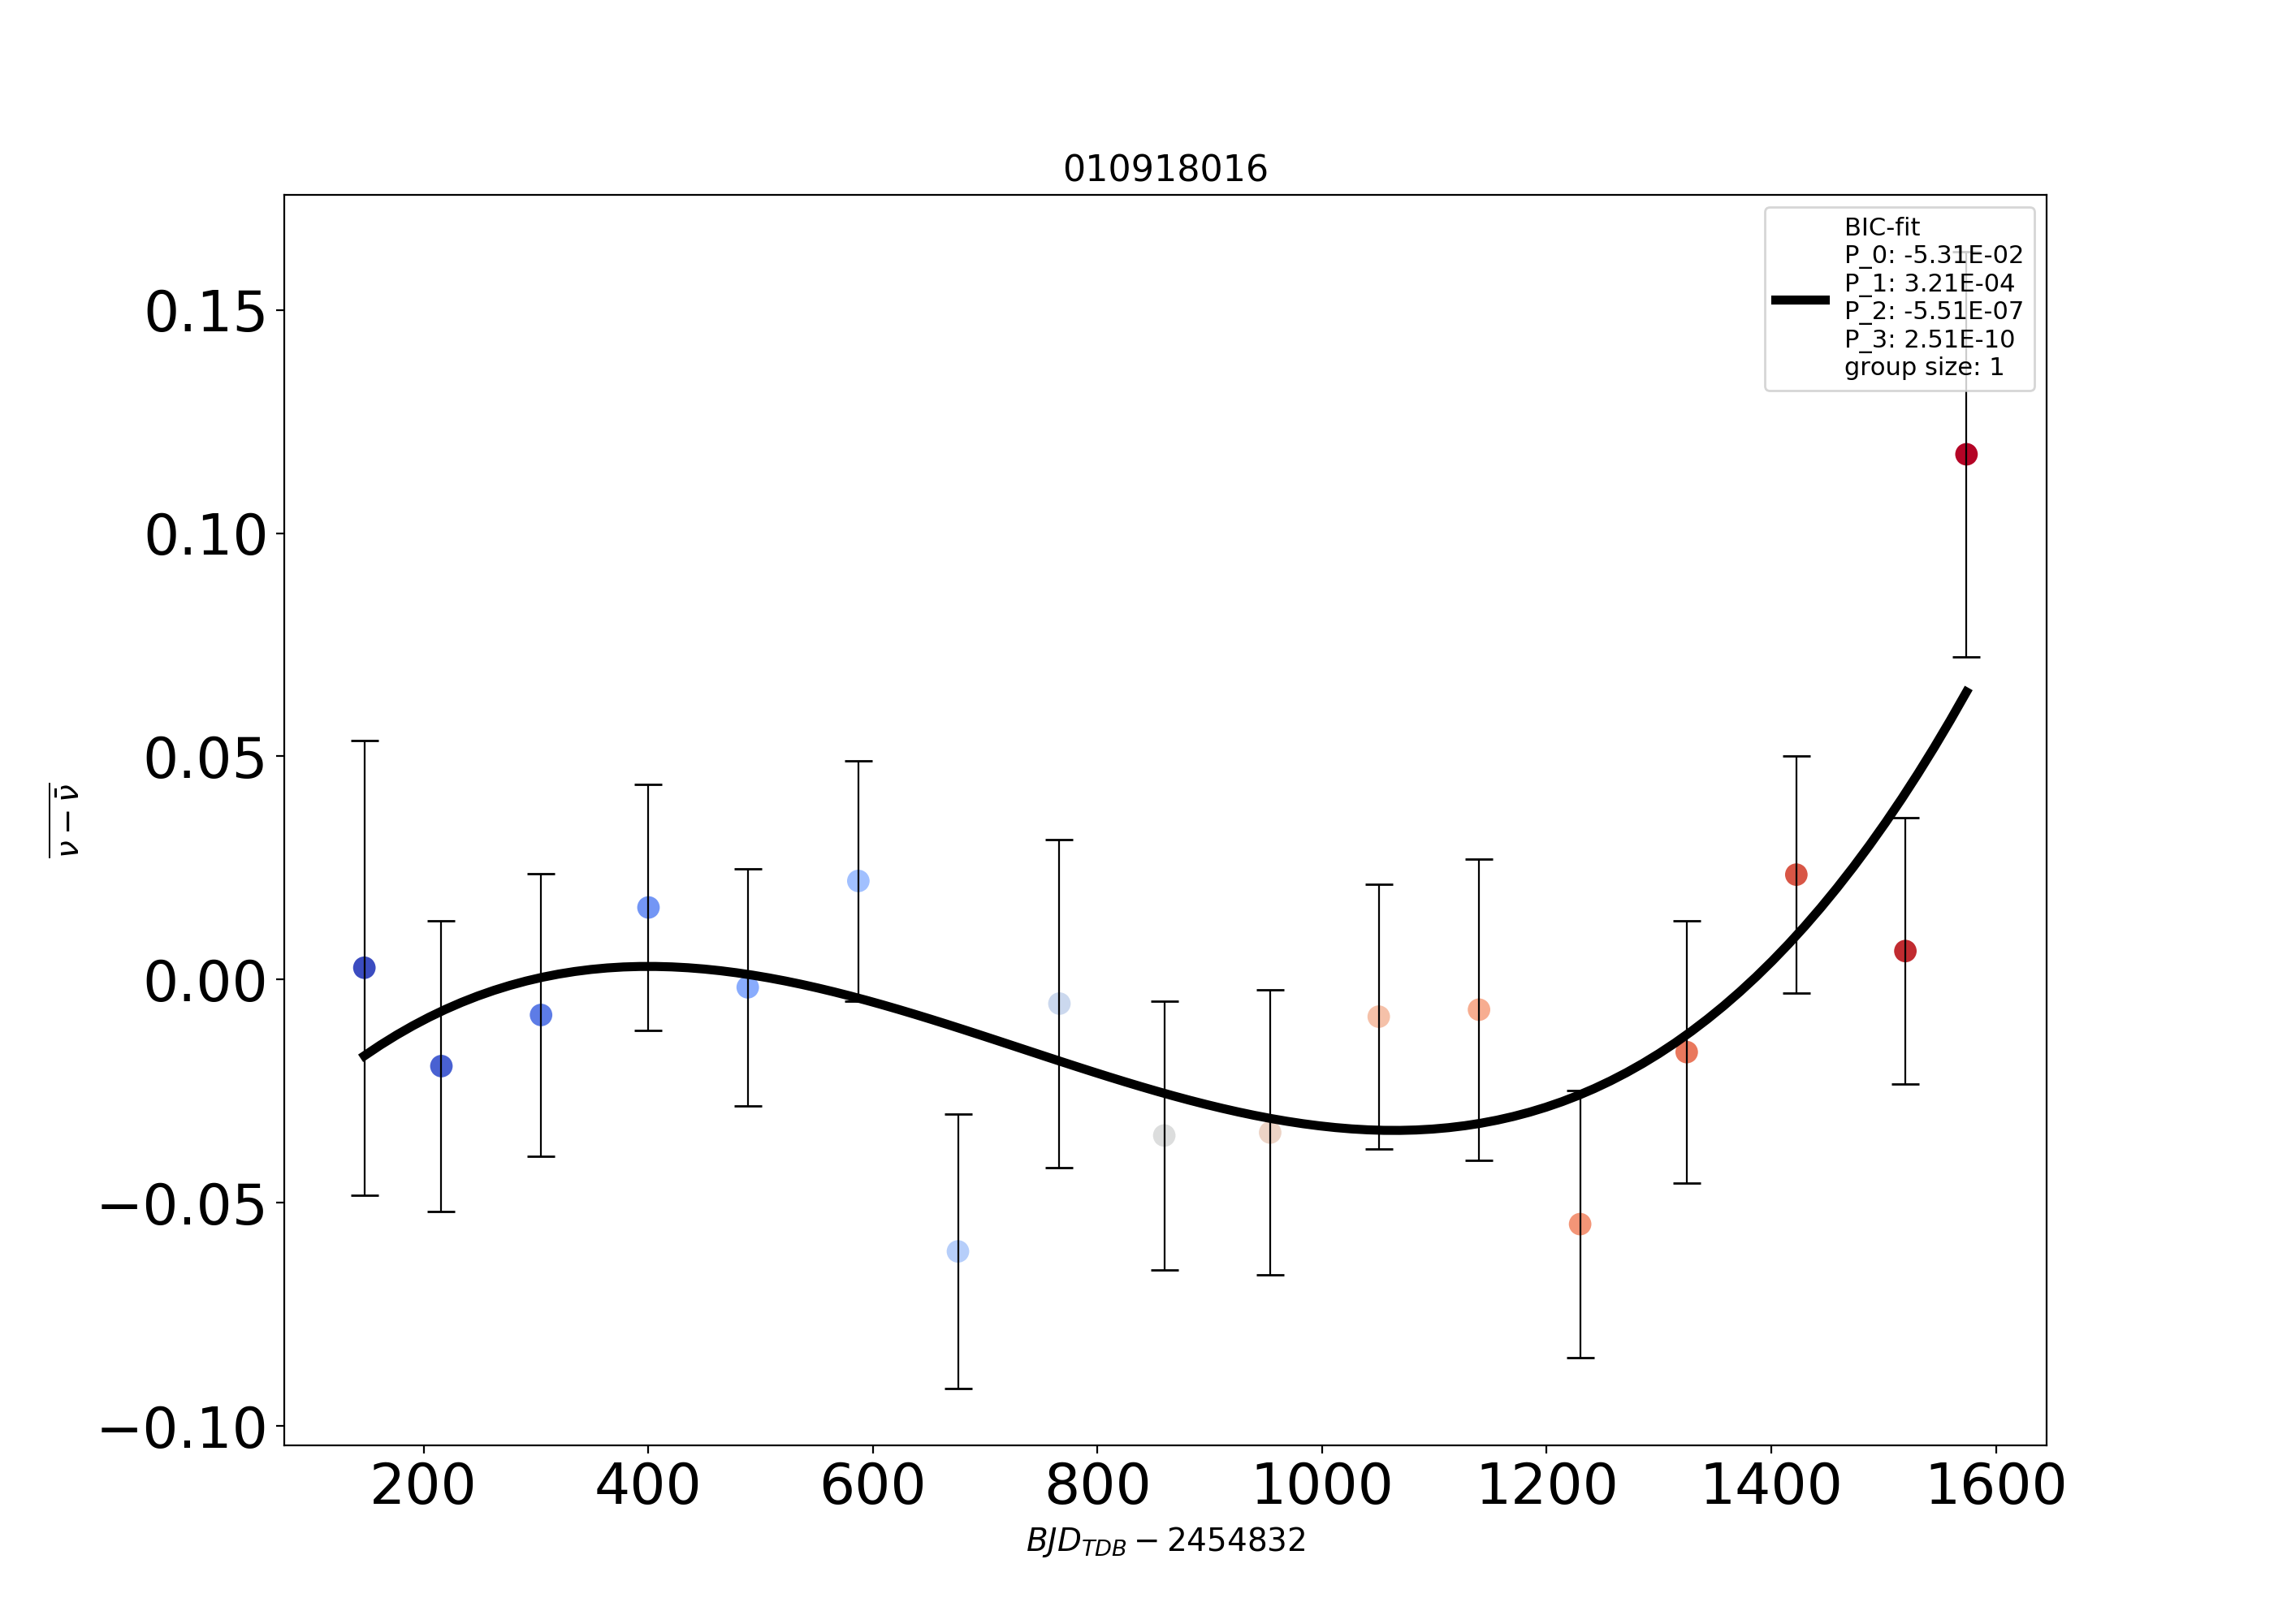 010918016
BIC-fit
P_0: -5.31E-02
P_1: 3.21E-04
P_2: -5.51E-07
P_3: 2.51E-10
group size: 1
0.15
0.10
0.05
0.00
−0.05
−0.10
ν − ν̄
200 400 600 800 1000 1200 1400 1600
BJD_TDB − 2454832